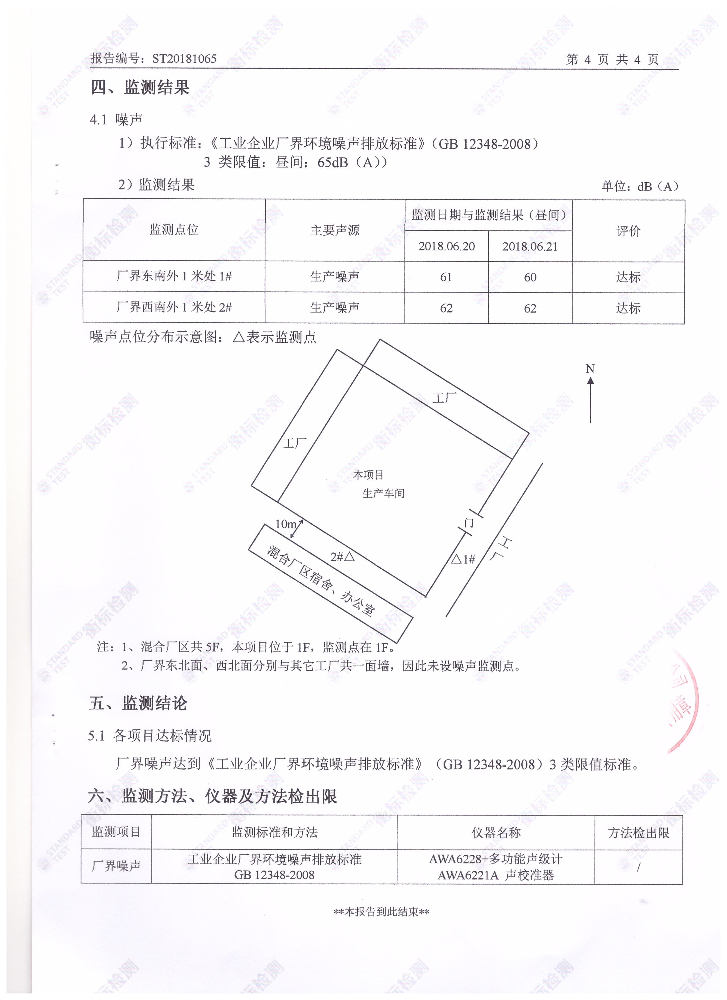 报告编号：ST20181065
第 4 页 共 4 页
四、监测结果
4.1 噪声
1）执行标准：《工业企业厂界环境噪声排放标准》（GB 12348-2008）
3 类限值：昼间：65dB（A））
2）监测结果
单位：dB（A）
监测点位
主要声源
监测日期与监测结果（昼间）
评价
2018.06.20
2018.06.21
厂界东南外 1 米处 1#
生产噪声
61
60
达标
厂界西南外 1 米处 2#
生产噪声
62
62
达标
噪声点位分布示意图：△表示监测点
N
工厂
工厂
本项目
生产车间
10m
门
工厂
2#△
△1#
混合厂区宿舍、办公室
注：1、混合厂区共 5F，本项目位于 1F，监测点在 1F。
2、厂界东北面、西北面分别与其它工厂共一面墙，因此未设噪声监测点。
五、监测结论
5.1 各项目达标情况
厂界噪声达到《工业企业厂界环境噪声排放标准》（GB 12348-2008）3 类限值标准。
六、监测方法、仪器及方法检出限
监测项目
监测标准和方法
仪器名称
方法检出限
厂界噪声
工业企业厂界环境噪声排放标准
GB 12348-2008
AWA6228+多功能声级计
AWA6221A 声校准器
/
**本报告到此结束**
衡标检测
STANDARD
TEST
公司
用章